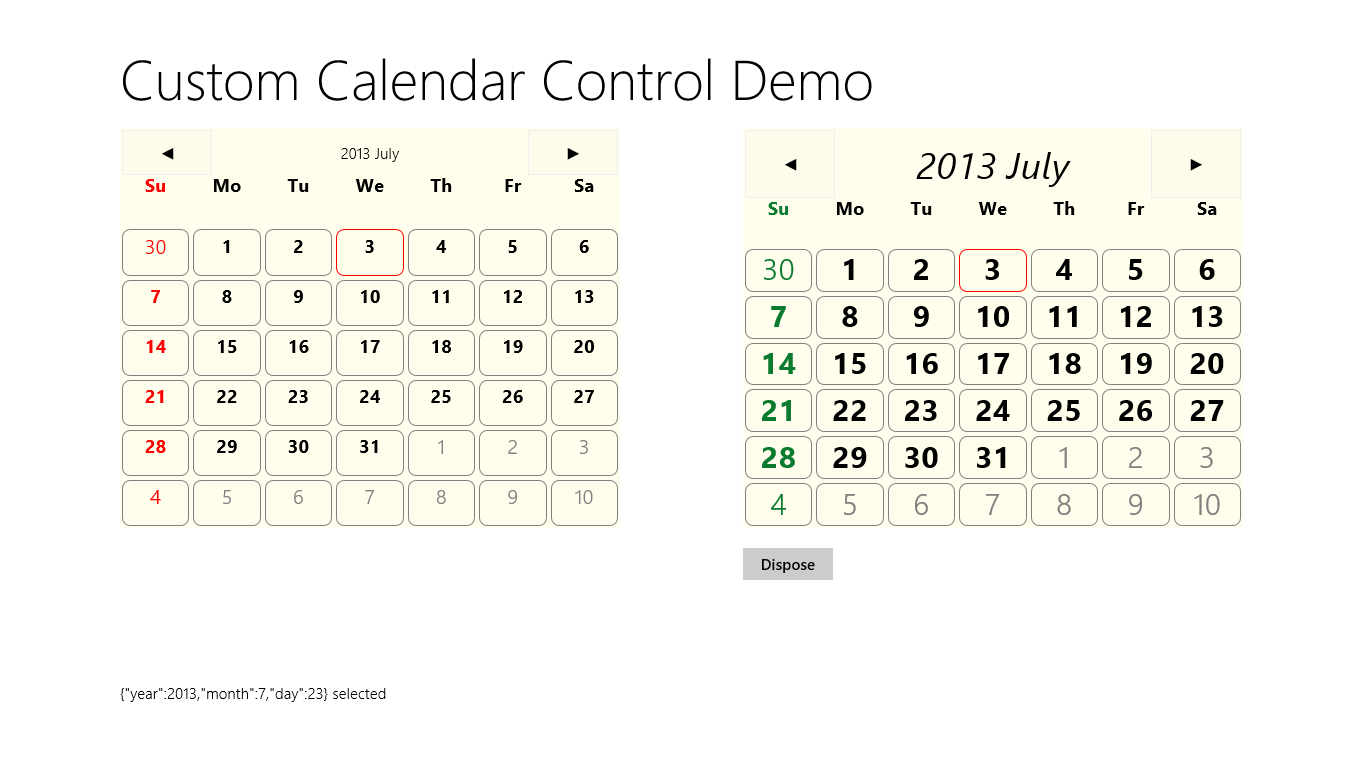 Custom Calendar Control Demo
◄ 2013 July ►
Su Mo Tu We Th Fr Sa
30 1 2 3 4 5 6
7 8 9 10 11 12 13
14 15 16 17 18 19 20
21 22 23 24 25 26 27
28 29 30 31 1 2 3
4 5 6 7 8 9 10
◄ 2013 July ►
Su Mo Tu We Th Fr Sa
30 1 2 3 4 5 6
7 8 9 10 11 12 13
14 15 16 17 18 19 20
21 22 23 24 25 26 27
28 29 30 31 1 2 3
4 5 6 7 8 9 10
Dispose
{"year":2013,"month":7,"day":23} selected